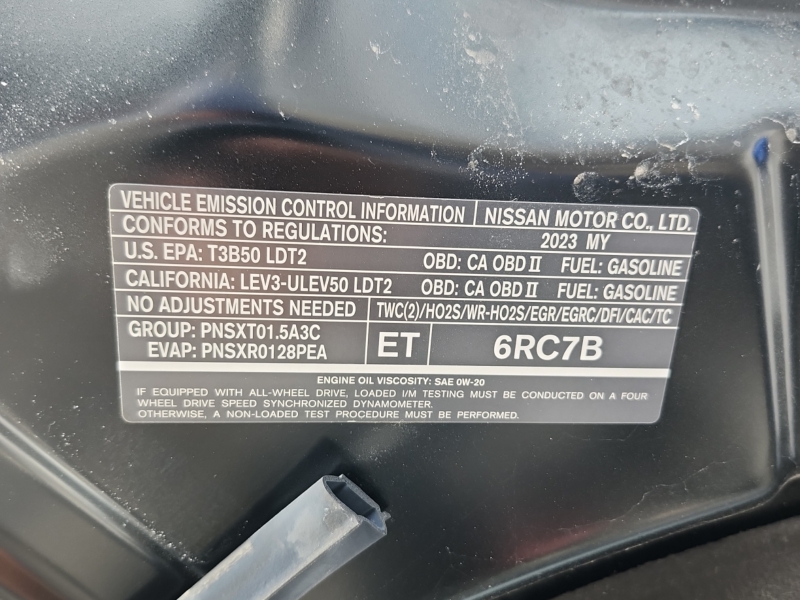 VEHICLE EMISSION CONTROL INFORMATION NISSAN MOTOR CO., LTD.
CONFORMS TO REGULATIONS: 2023 MY
U.S. EPA: T3B50 LDT2 OBD: CA OBD II FUEL: GASOLINE
CALIFORNIA: LEV3-ULEV50 LDT2 OBD: CA OBD II FUEL: GASOLINE
NO ADJUSTMENTS NEEDED TWC(2)/HO2S/WR-HO2S/EGR/EGRC/DFI/CAC/TC
GROUP: PNSXT01.5A3C
EVAP: PNSXR0128PEA
ET
6RC7B
ENGINE OIL VISCOSITY: SAE 0W-20
IF EQUIPPED WITH ALL-WHEEL DRIVE, LOADED I/M TESTING MUST BE CONDUCTED ON A FOUR
WHEEL DRIVE SPEED SYNCHRONIZED DYNAMOMETER.
OTHERWISE, A NON-LOADED TEST PROCEDURE MUST BE PERFORMED.